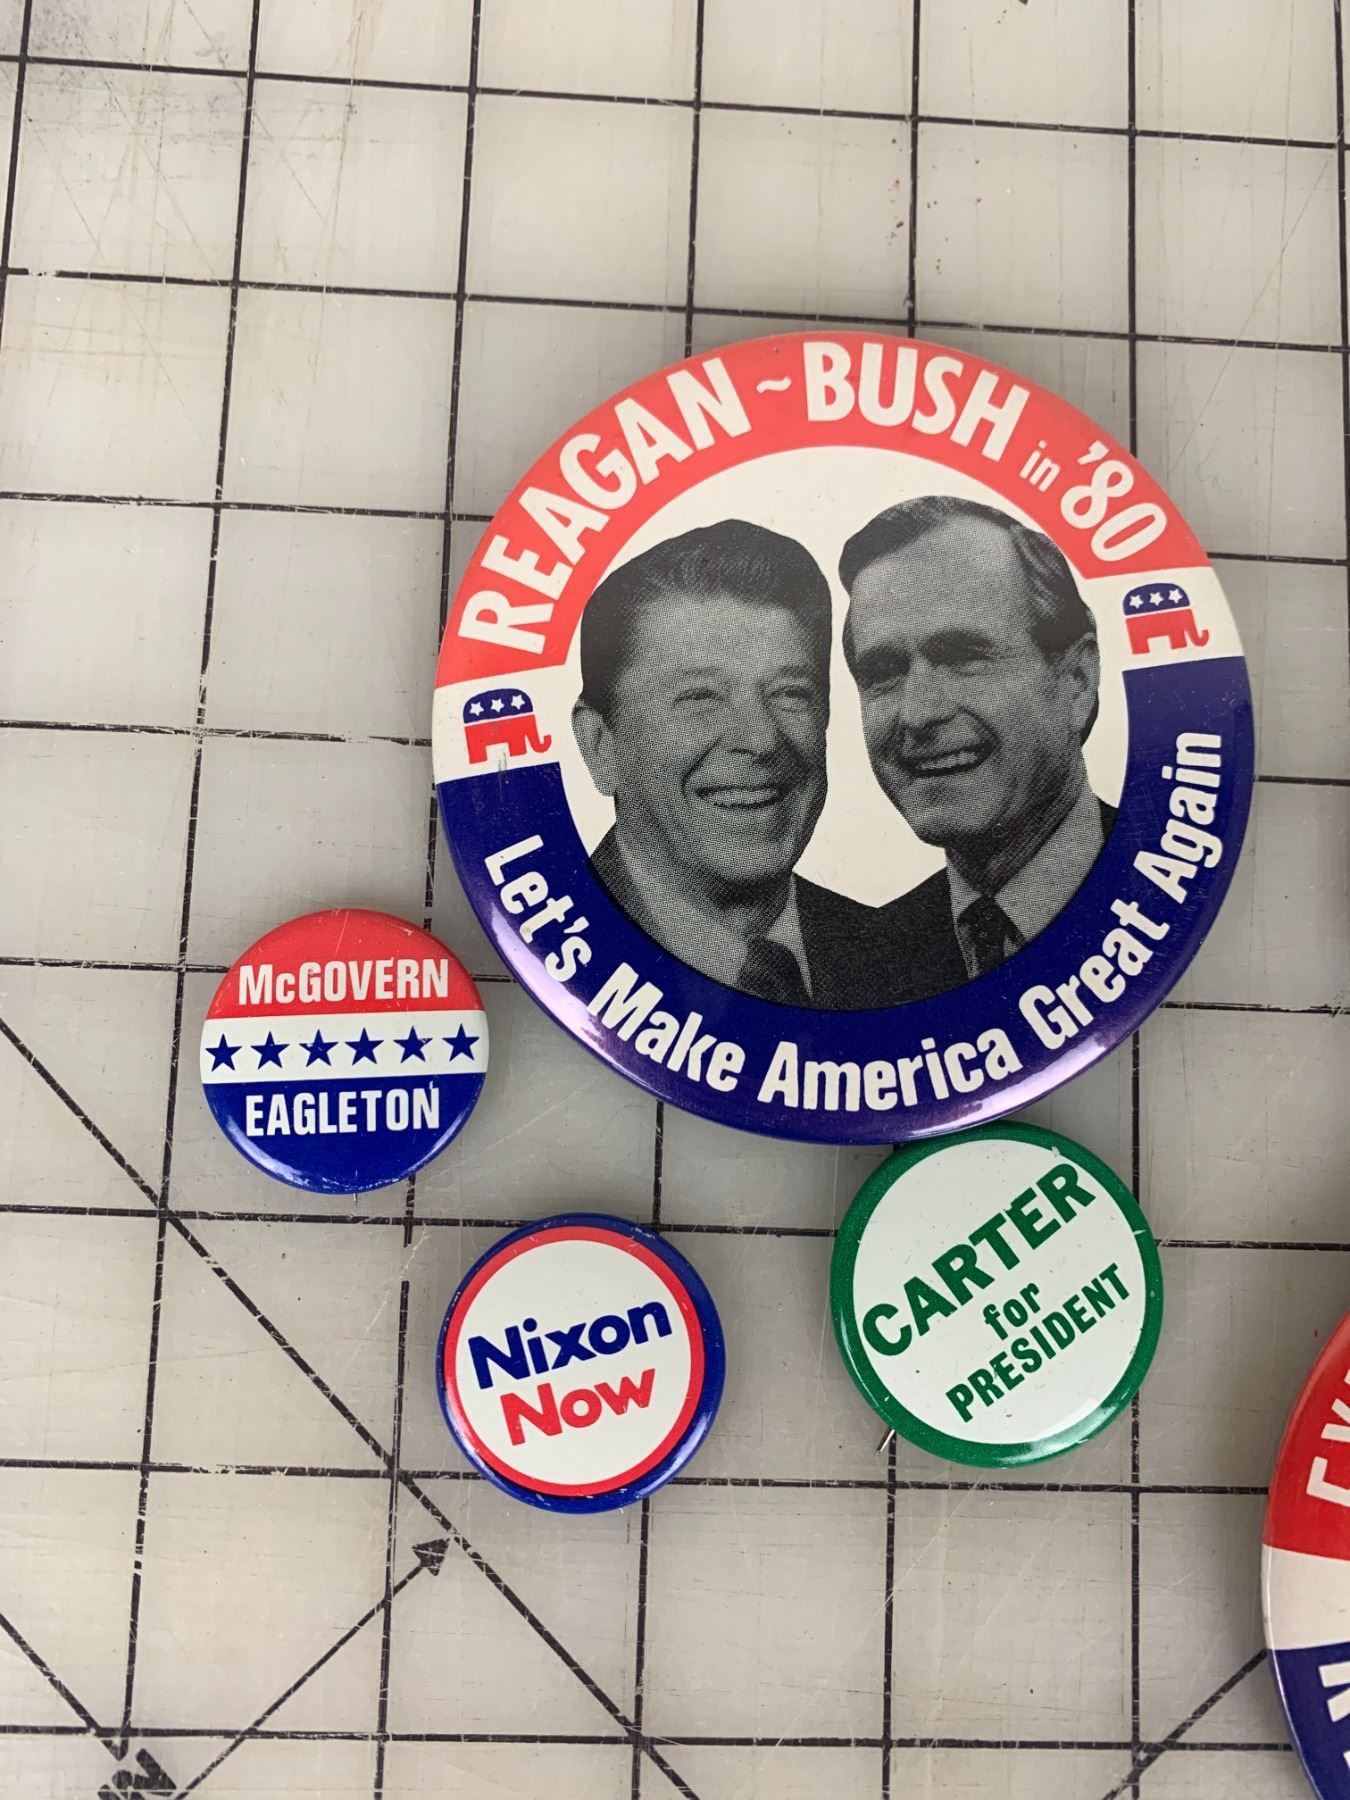 REAGAN~BUSH in '80
Let's Make America Great Again
McGOVERN
EAGLETON
Nixon
Now
CARTER
for
PRESIDENT